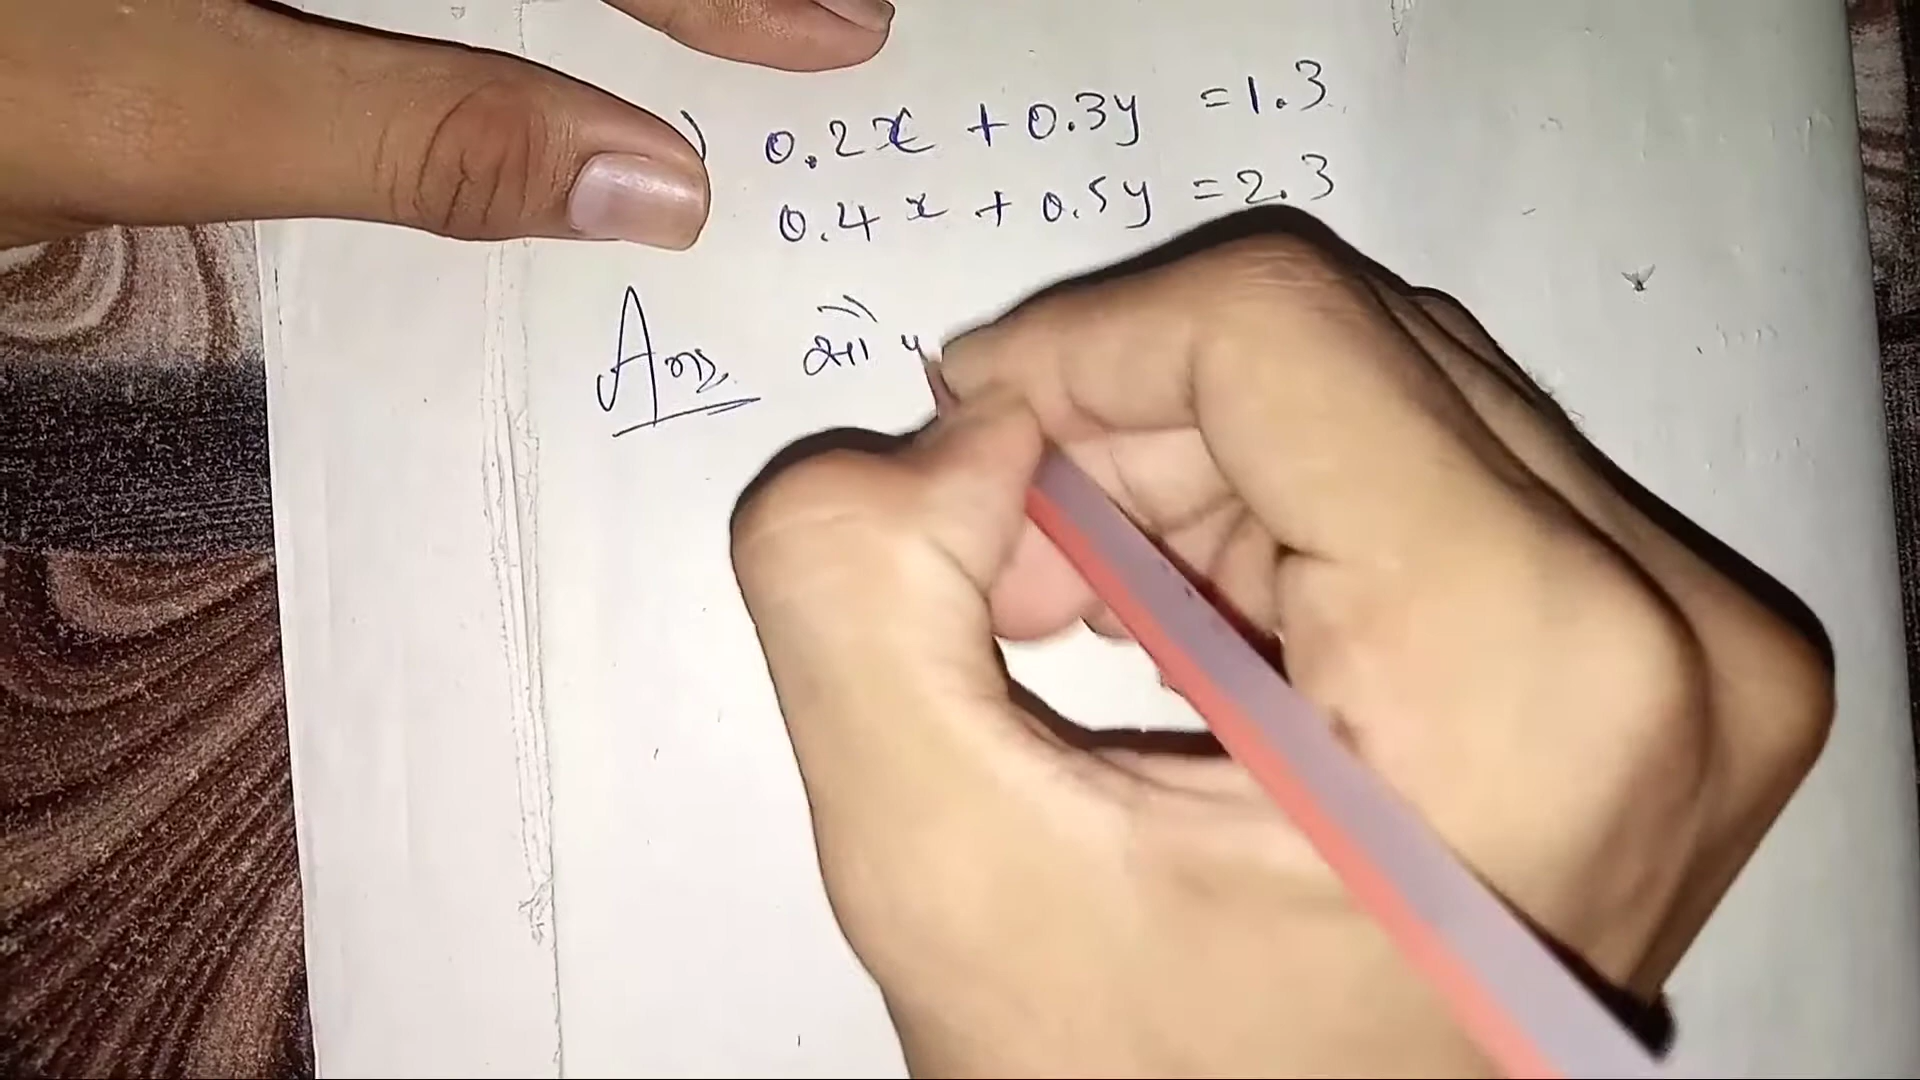 ) 0.2x + 0.3y = 1.3
0.4x + 0.5y = 2.3
Ans